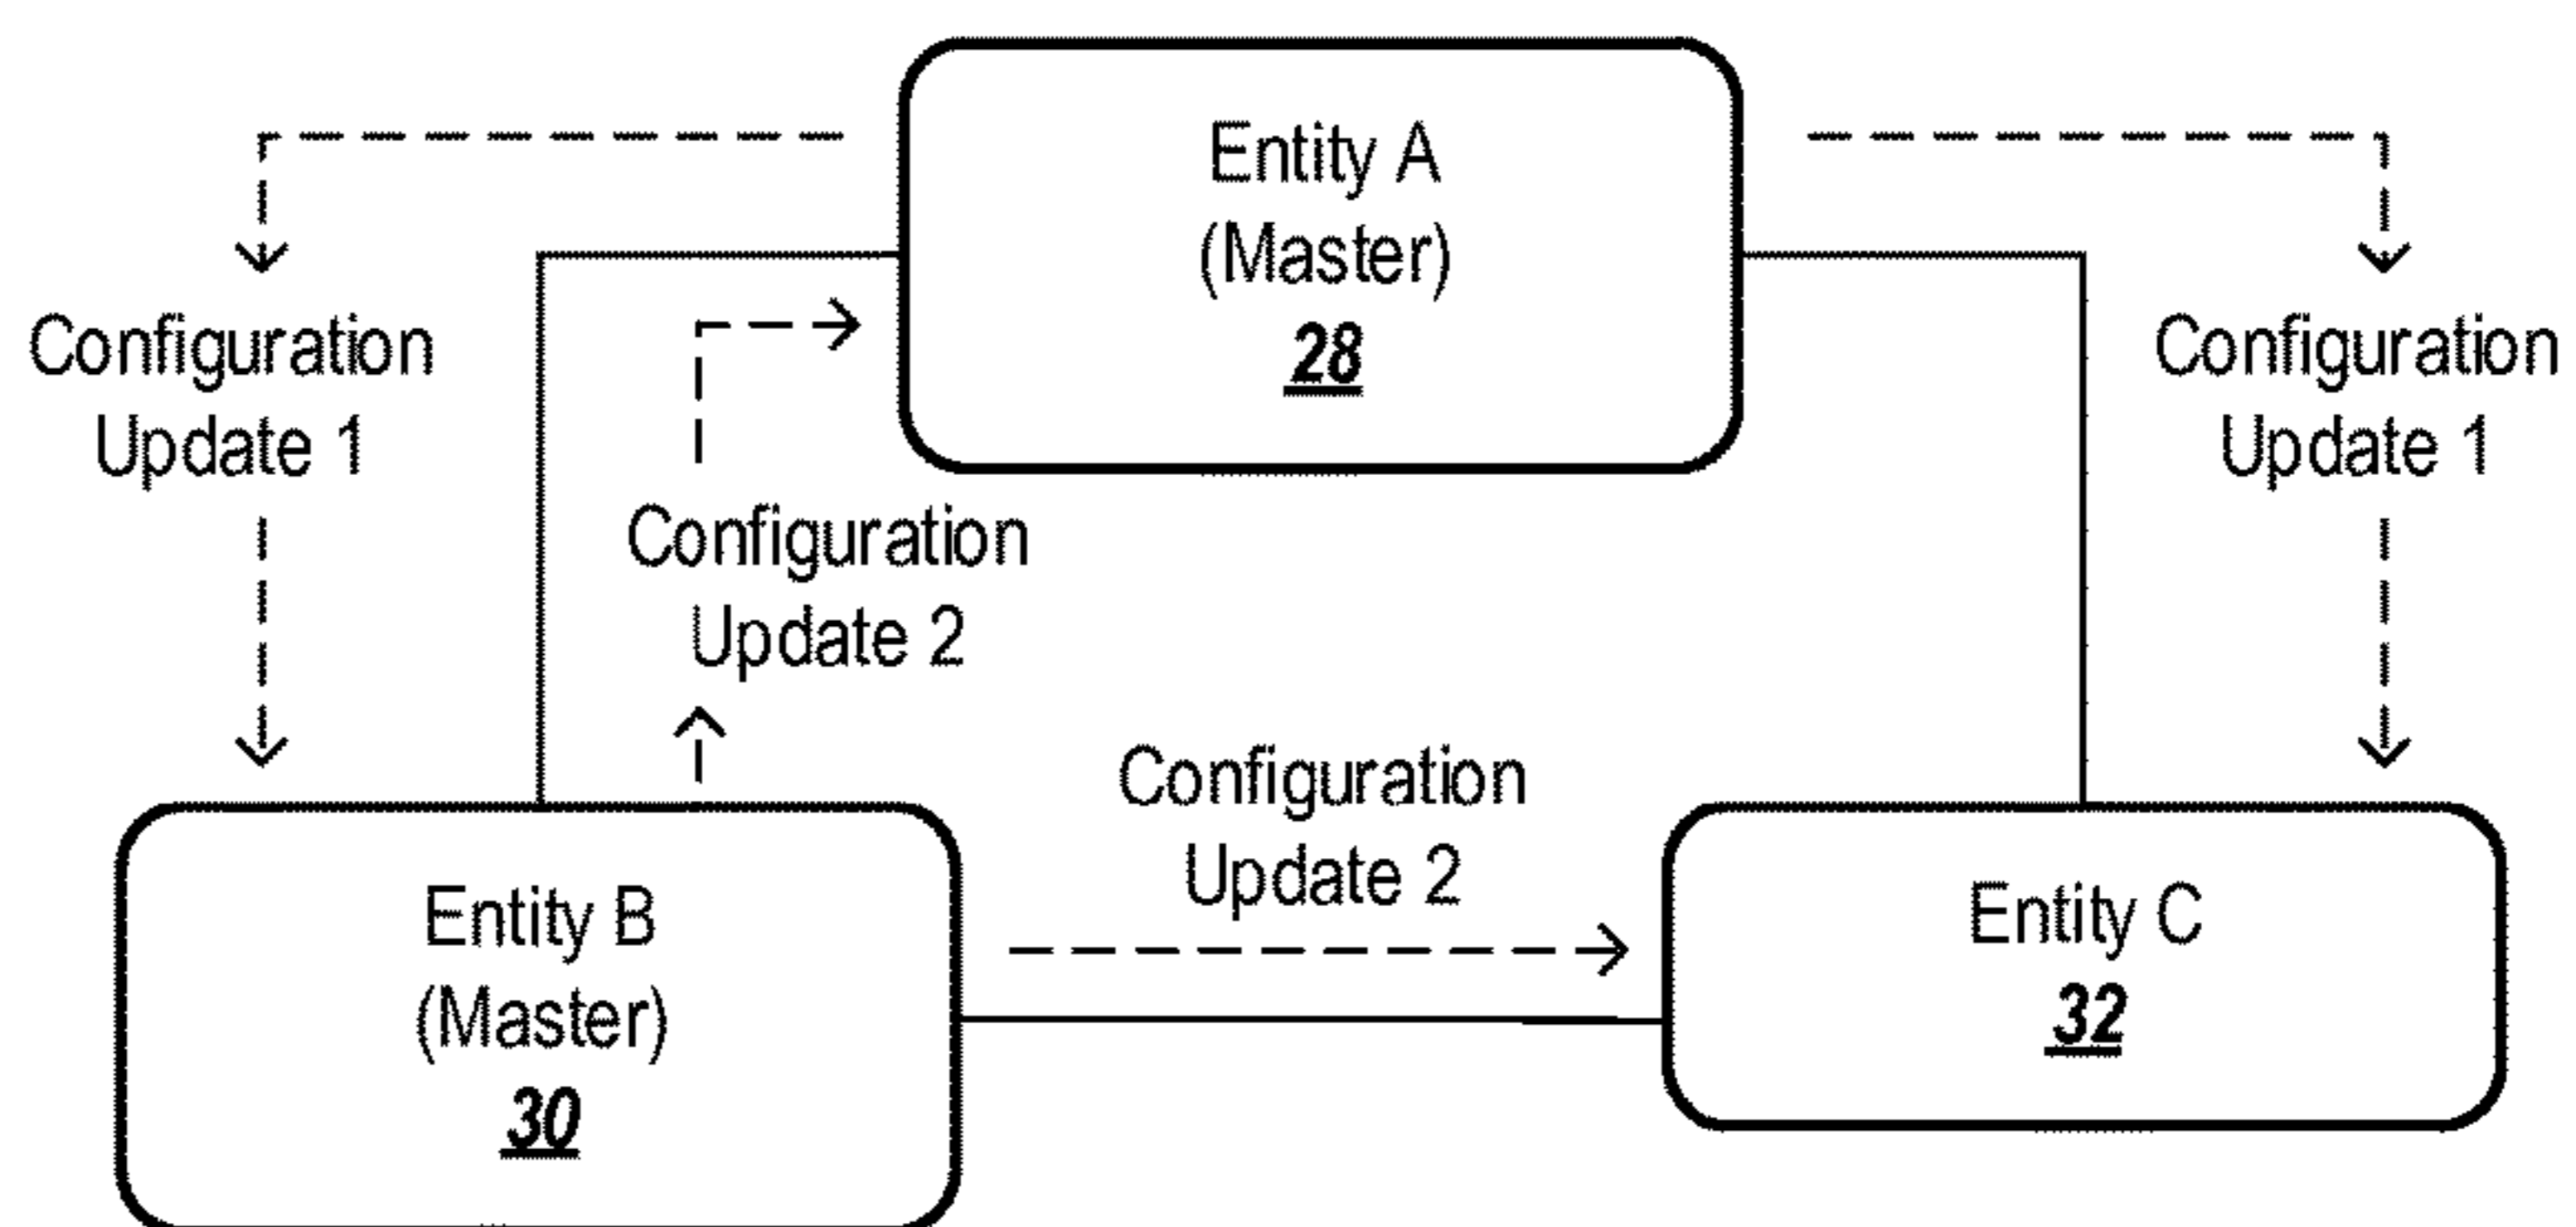 Entity A
(Master)
28
Configuration
Update 1
Configuration
Update 1
Configuration
Update 2
Configuration
Update 2
Entity B
(Master)
30
Entity C
32